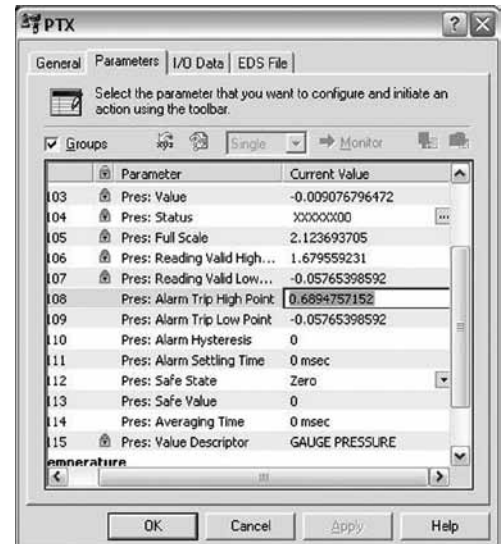 PTX
General Parameters I/O Data EDS File
Select the parameter that you want to configure and initiate an
action using the toolbar.
Groups Single Monitor
Parameter Current Value
103 Pres: Value -0.009076796472
104 Pres: Status XXXXXX00 ...
105 Pres: Full Scale 2.123693705
106 Pres: Reading Valid High... 1.679559231
107 Pres: Reading Valid Low... -0.05765398592
108 Pres: Alarm Trip High Point 0.6894757152
109 Pres: Alarm Trip Low Point -0.05765398592
110 Pres: Alarm Hysteresis 0
111 Pres: Alarm Settling Time 0 msec
112 Pres: Safe State Zero
113 Pres: Safe Value 0
114 Pres: Averaging Time 0 msec
115 Pres: Value Descriptor GAUGE PRESSURE
emperature
OK Cancel Apply Help